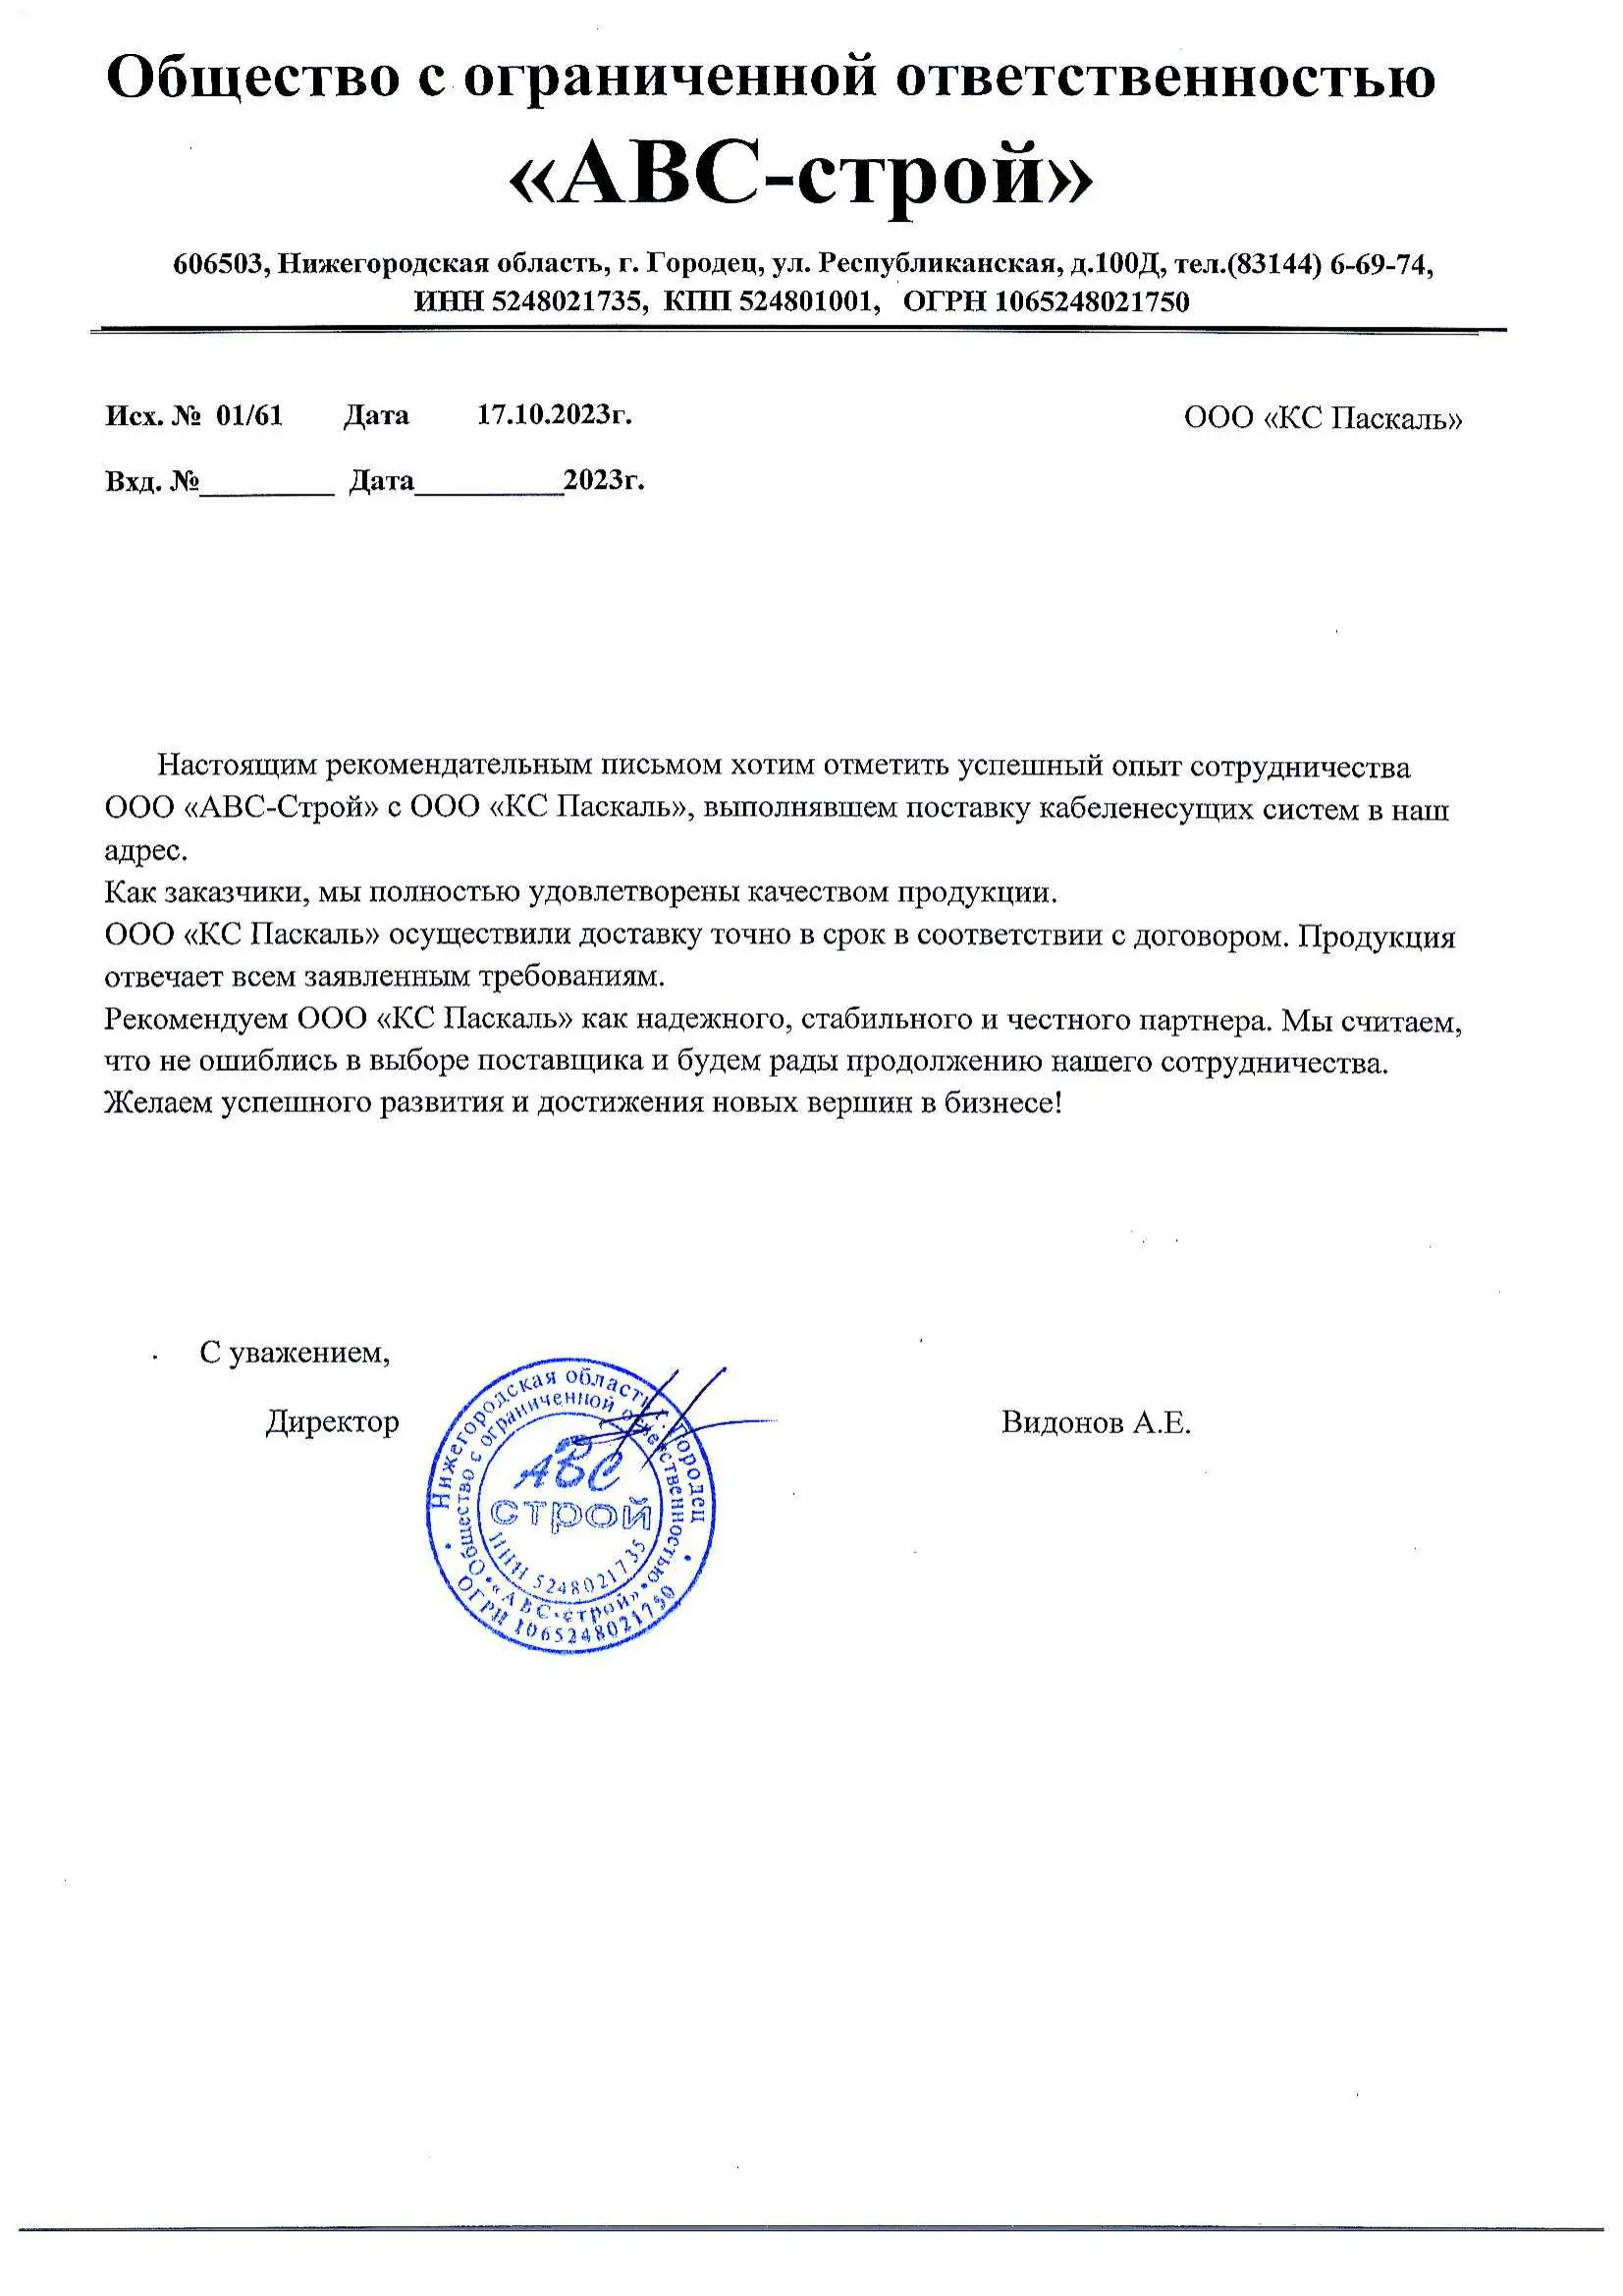 Общество с ограниченной ответственностью
«АВС-строй»
606503, Нижегородская область, г. Городец, ул. Республиканская, д.100Д, тел.(83144) 6-69-74,
ИНН 5248021735, КПП 524801001, ОГРН 1065248021750
Исх. № 01/61 Дата 17.10.2023г.
ООО «КС Паскаль»
Вхд. №_________ Дата__________2023г.
Настоящим рекомендательным письмом хотим отметить успешный опыт сотрудничества
ООО «АВС-Строй» с ООО «КС Паскаль», выполнявшем поставку кабеленесущих систем в наш
адрес.
Как заказчики, мы полностью удовлетворены качеством продукции.
ООО «КС Паскаль» осуществили доставку точно в срок в соответствии с договором. Продукция
отвечает всем заявленным требованиям.
Рекомендуем ООО «КС Паскаль» как надежного, стабильного и честного партнера. Мы считаем,
что не ошиблись в выборе поставщика и будем рады продолжению нашего сотрудничества.
Желаем успешного развития и достижения новых вершин в бизнесе!
С уважением,
Директор
Видонов А.Е.
Нижегородская область г. Городец
Общество с ограниченной ответственностью
АВС
строй
ИНН 5248021735
«АВС-строй»
ОГРН 1065248021750